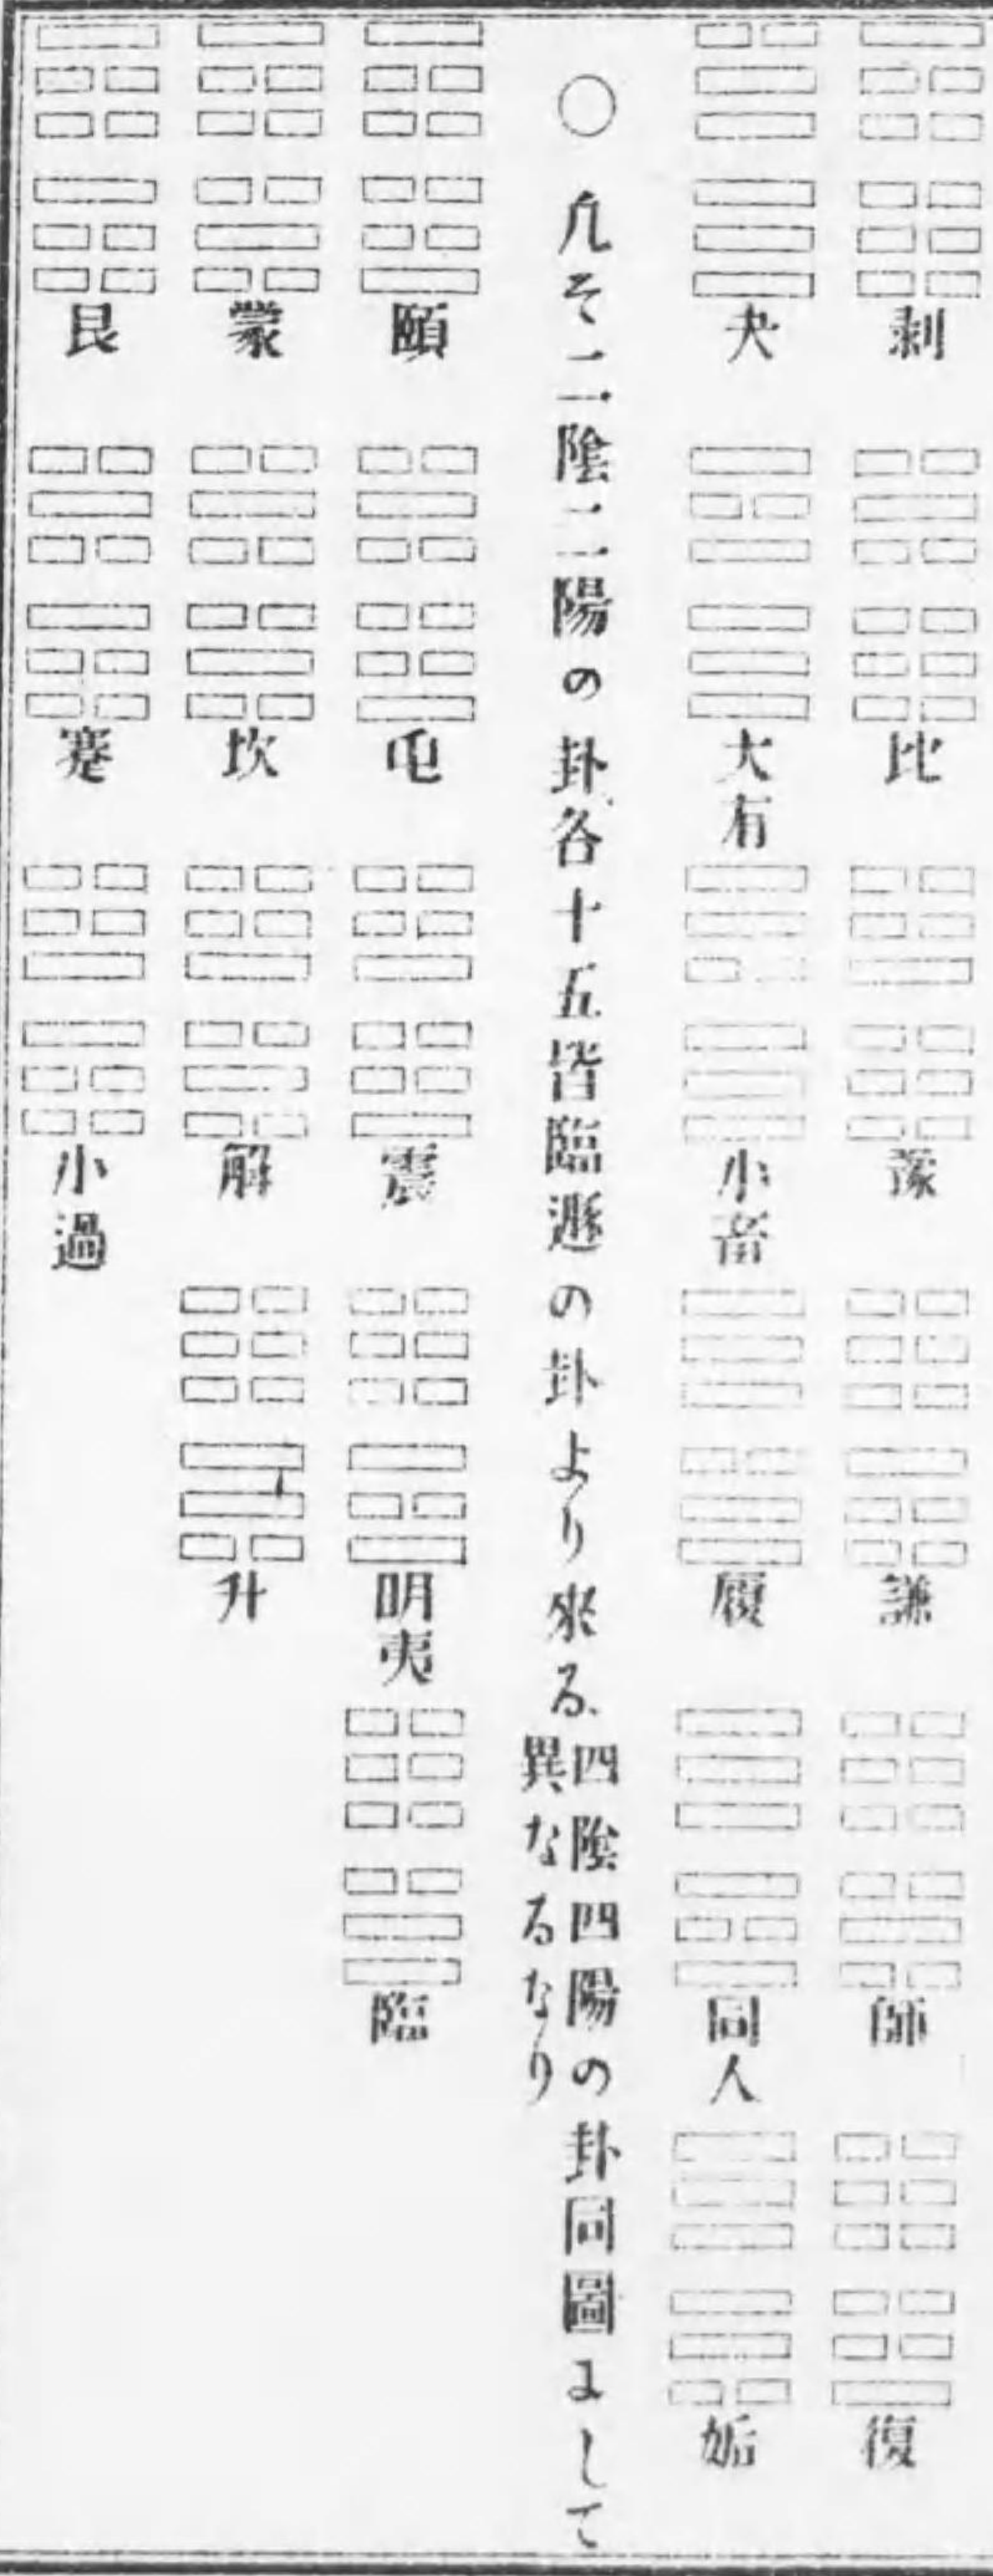 剝 比 豫 謙 師 復
夬 大有 小畜 履 同人 姤
○ 凡そ二陰二陽の卦各十五皆臨遯の卦より來る 四陰四陽の卦同圖にして
異なるなり
頤 屯 震 明夷 臨
蒙 坎 解 升
艮 蹇 小過